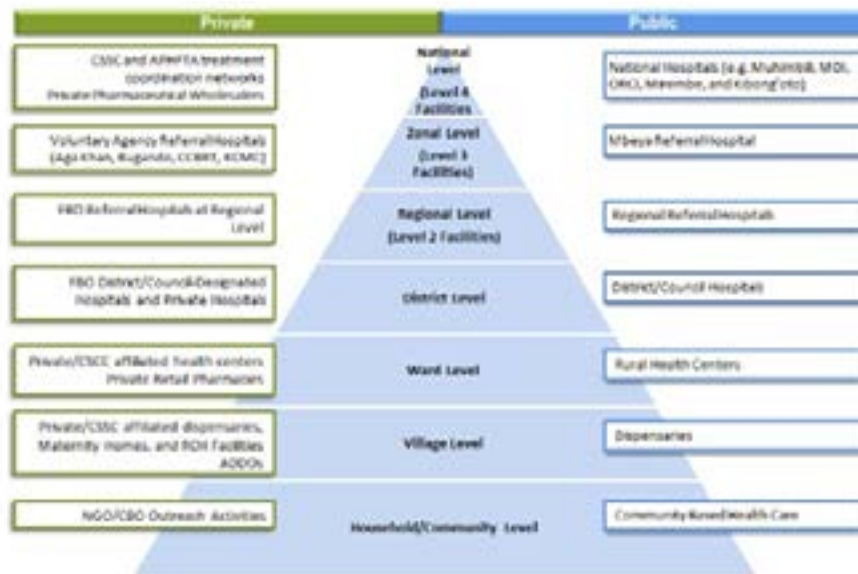 Private
Public
CSSC and APHFTA treatment
coordination networks
Private Pharmaceutical Wholesalers
National
Level
(Level 4
Facilities
National Hospitals (e.g. Muhimbili, MOI,
ORCI, and Kibong'oto)
Voluntary Agency Referral Hospitals
(Aga Khan, Bugando, CCBRT, KCMC)
Zonal Level
(Level 3
Facilities)
Mbeya Referral Hospital
FBO Referral Hospitals at Regional
Level
Regional Level
(Level 2 Facilities)
Regional Referral Hospitals
FBO District/Council-Designated
Hospitals and Private Hospitals
District Level
District/Council Hospitals
Private/ affiliated health centers
Private Retail Pharmacies
Ward Level
Rural Health Centers
Private/CSSC affiliated dispensaries,
Maternity Homes, and RCH Facilities
ADDOs
Village Level
Dispensaries
NGO/CBO Outreach Activities
Household/Community Level
Community Based Health Care